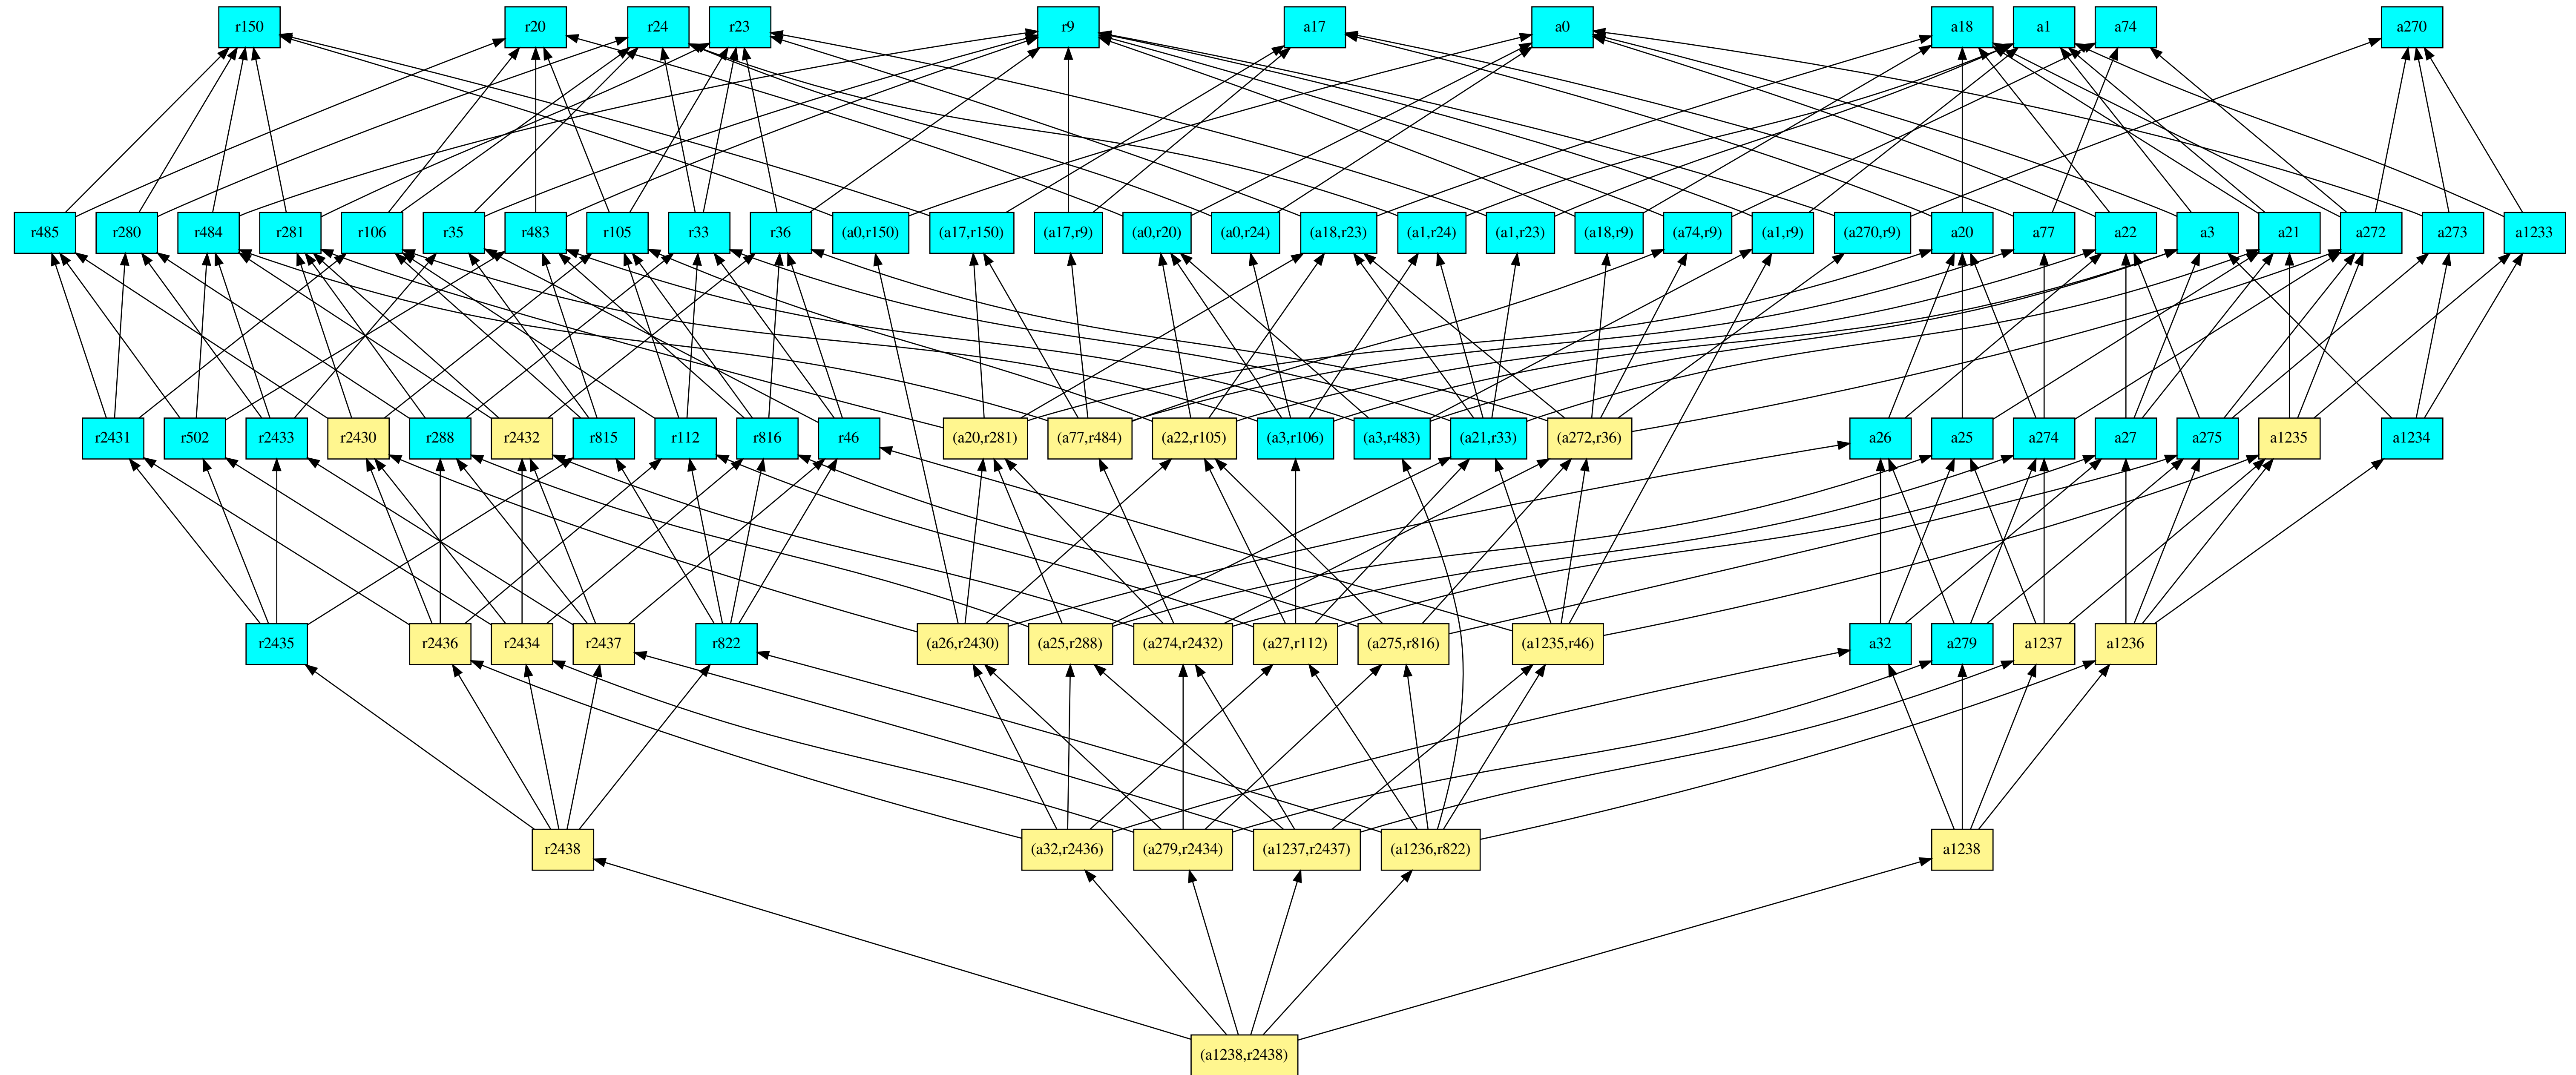 r150 r20 r24 r23 r9 a17 a0 a18 a1 a74 a270
r485 r280 r484 r281 r106 r35 r483 r105 r33 r36 (a0,r150) (a17,r150) (a17,r9) (a0,r20) (a0,r24) (a18,r23) (a1,r24) (a1,r23) (a18,r9) (a74,r9) (a1,r9) (a270,r9) a20 a77 a22 a3 a21 a272 a273 a1233
r2431 r502 r2433 r2430 r288 r2432 r815 r112 r816 r46 (a20,r281) (a77,r484) (a22,r105) (a3,r106) (a3,r483) (a21,r33) (a272,r36) a26 a25 a274 a27 a275 a1235 a1234
r2435 r2436 r2434 r2437 r822 (a26,r2430) (a25,r288) (a274,r2432) (a27,r112) (a275,r816) (a1235,r46) a32 a279 a1237 a1236
r2438 (a32,r2436) (a279,r2434) (a1237,r2437) (a1236,r822) a1238
(a1238,r2438)